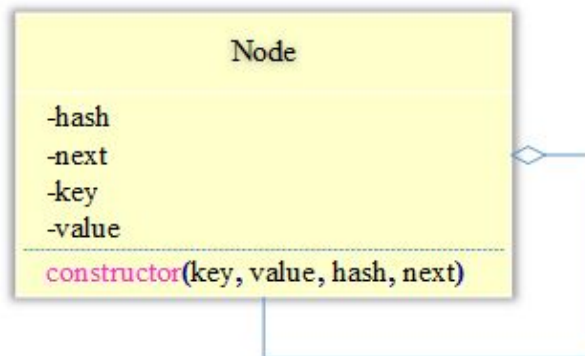 Node
-hash
-next
-key
-value
constructor(key, value, hash, next)